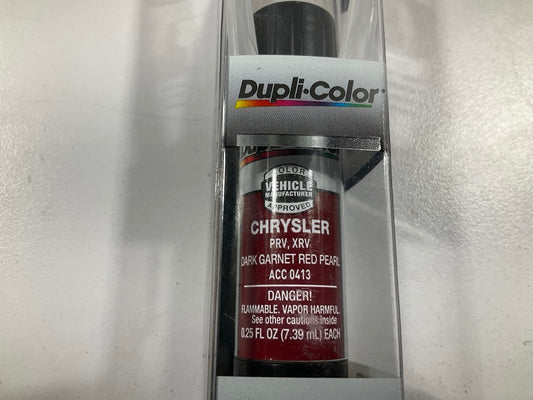 Dupli·Color
COLOR
VEHICLE
MANUFACTURER
APPROVED
CHRYSLER
PRV, XRV
DARK GARNET RED PEARL
ACC 0413
DANGER!
FLAMMABLE. VAPOR HARMFUL.
See other cautions Inside
0.25 FL OZ (7.39 mL) EACH